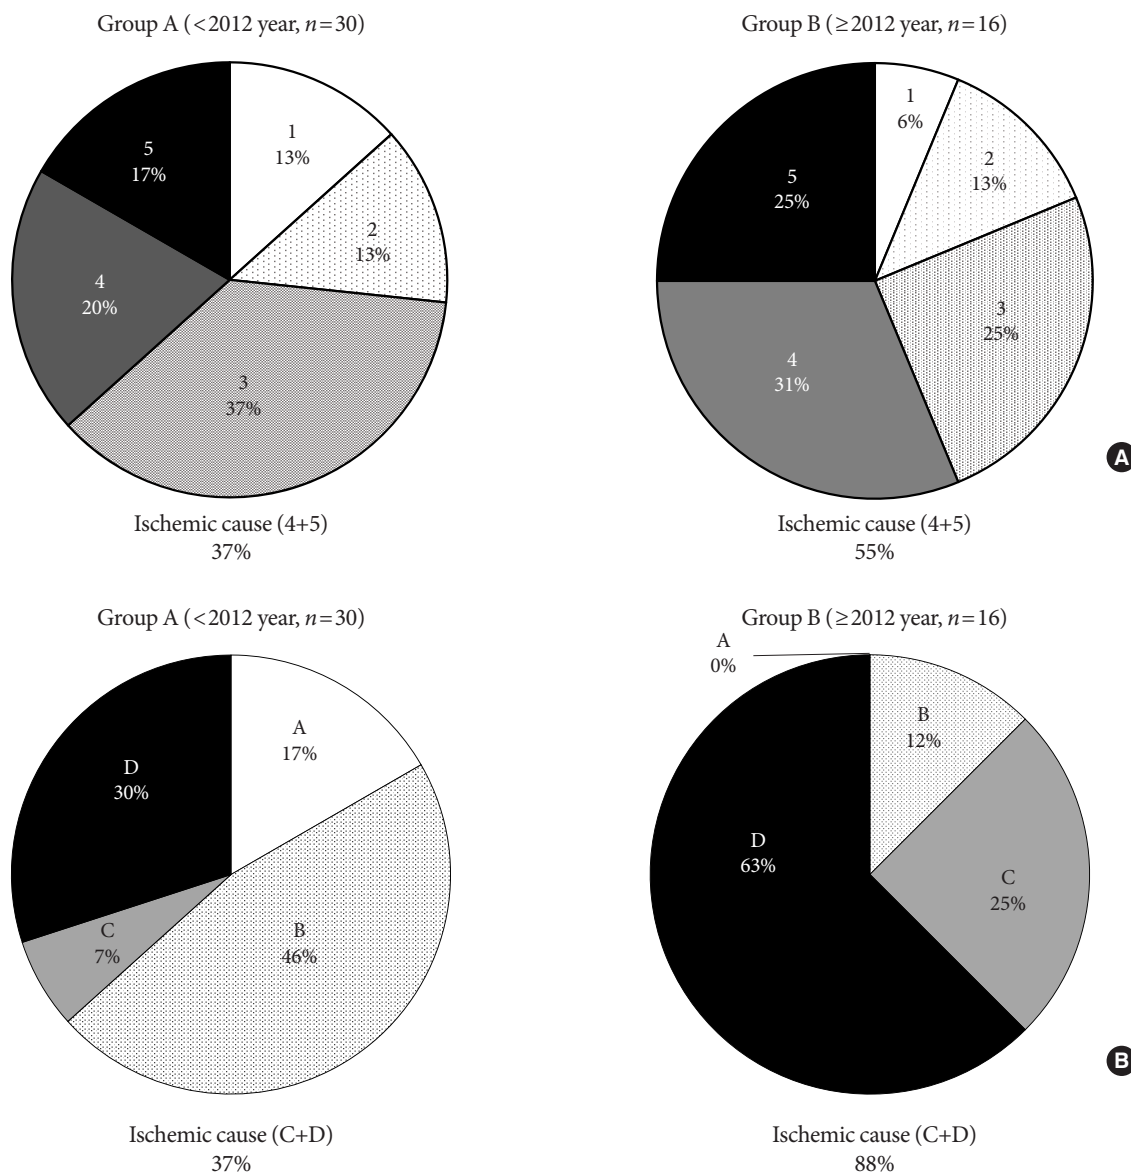 Group A (<2012 year, n=30)
1
13%
2
13%
3
37%
4
20%
5
17%
Ischemic cause (4+5)
37%
Group B (≥2012 year, n=16)
1
6%
2
13%
3
25%
4
31%
5
25%
Ischemic cause (4+5)
55%
A
Group A (<2012 year, n=30)
A
17%
B
46%
C
7%
D
30%
Ischemic cause (C+D)
37%
Group B (≥2012 year, n=16)
A
0%
B
12%
C
25%
D
63%
Ischemic cause (C+D)
88%
B